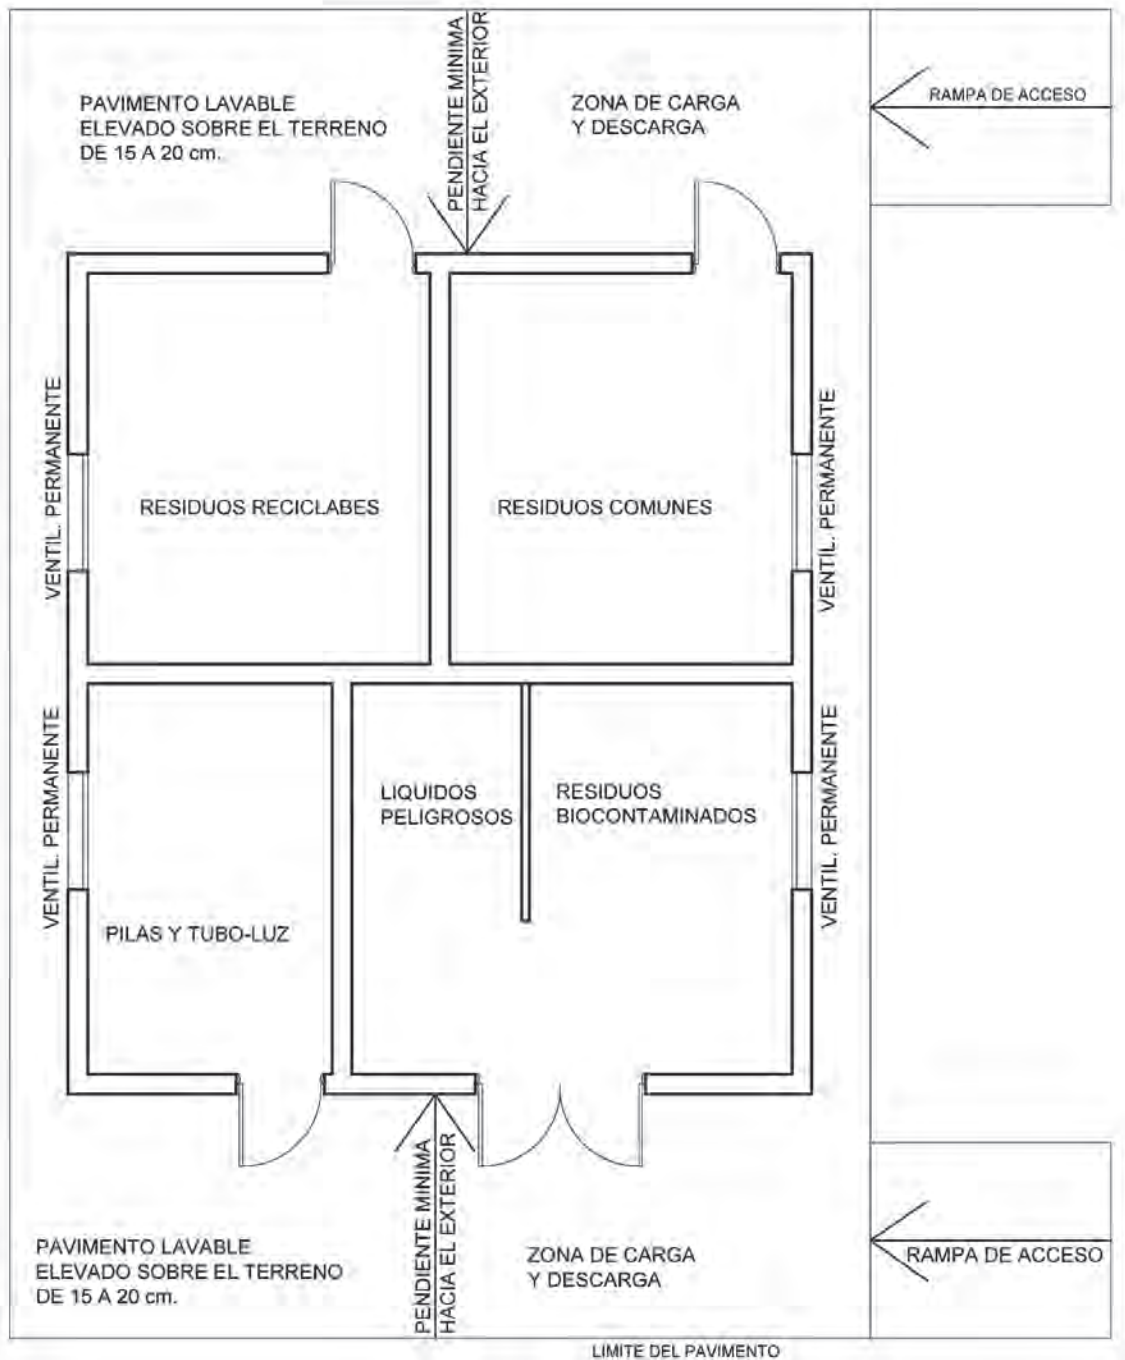 PAVIMENTO LAVABLE
ELEVADO SOBRE EL TERRENO
DE 15 A 20 cm.
PENDIENTE MINIMA
HACIA EL EXTERIOR
ZONA DE CARGA
Y DESCARGA
RAMPA DE ACCESO
VENTIL. PERMANENTE
RESIDUOS RECICLABES
RESIDUOS COMUNES
VENTIL. PERMANENTE
VENTIL. PERMANENTE
PILAS Y TUBO-LUZ
LIQUIDOS
PELIGROSOS
RESIDUOS
BIOCONTAMINADOS
VENTIL. PERMANENTE
PAVIMENTO LAVABLE
ELEVADO SOBRE EL TERRENO
DE 15 A 20 cm.
PENDIENTE MINIMA
HACIA EL EXTERIOR
ZONA DE CARGA
Y DESCARGA
RAMPA DE ACCESO
LIMITE DEL PAVIMENTO